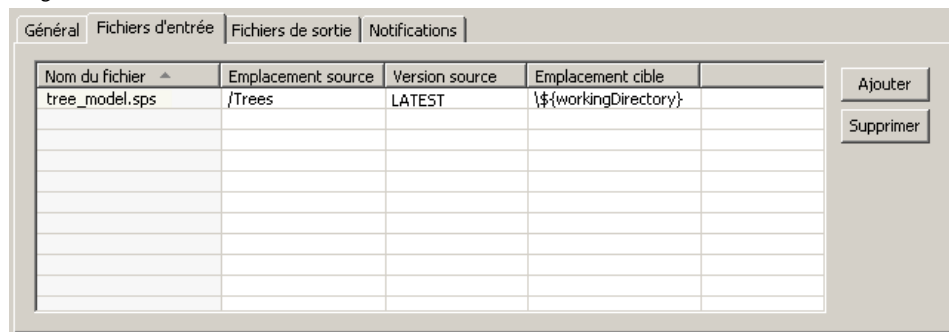 Général Fichiers d'entrée Fichiers de sortie Notifications
Nom du fichier Emplacement source Version source Emplacement cible
Ajouter
tree_model.sps /Trees LATEST \${workingDirectory}
Supprimer